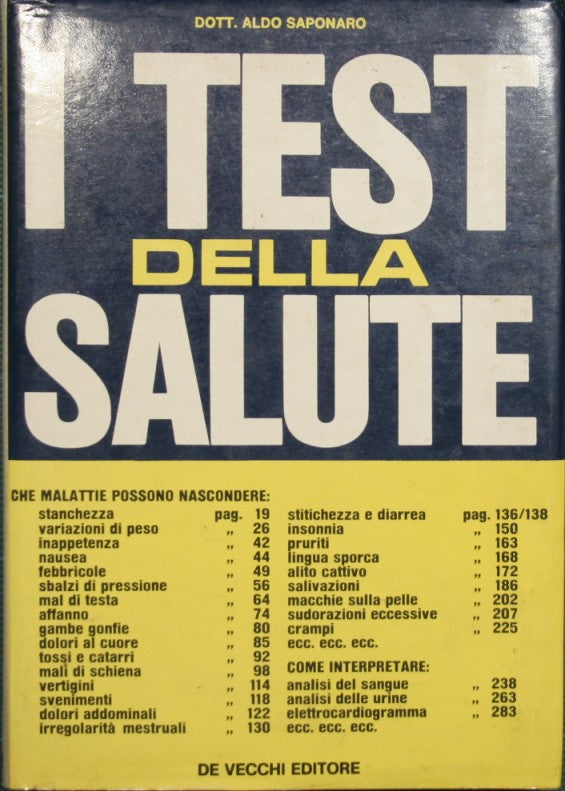 DOTT. ALDO SAPONARO
I TEST
DELLA
SALUTE
CHE MALATTIE POSSONO NASCONDERE:
stanchezza pag. 19
variazioni di peso ,, 26
inappetenza ,, 42
nausea ,, 44
febbricole ,, 49
sbalzi di pressione ,, 56
mal di testa ,, 64
affanno ,, 74
gambe gonfie ,, 80
dolori al cuore ,, 85
tossi e catarri ,, 92
mali di schiena ,, 98
vertigini ,, 114
svenimenti ,, 118
dolori addominali ,, 122
irregolarità mestruali ,, 130
stitichezza e diarrea pag. 136/138
insonnia ,, 150
pruriti ,, 163
lingua sporca ,, 168
alito cattivo ,, 172
salivazioni ,, 186
macchie sulla pelle ,, 202
sudorazioni eccessive ,, 207
crampi ,, 225
ecc. ecc. ecc.
COME INTERPRETARE:
analisi del sangue ,, 238
analisi delle urine ,, 263
elettrocardiogramma ,, 283
ecc. ecc. ecc.
DE VECCHI EDITORE